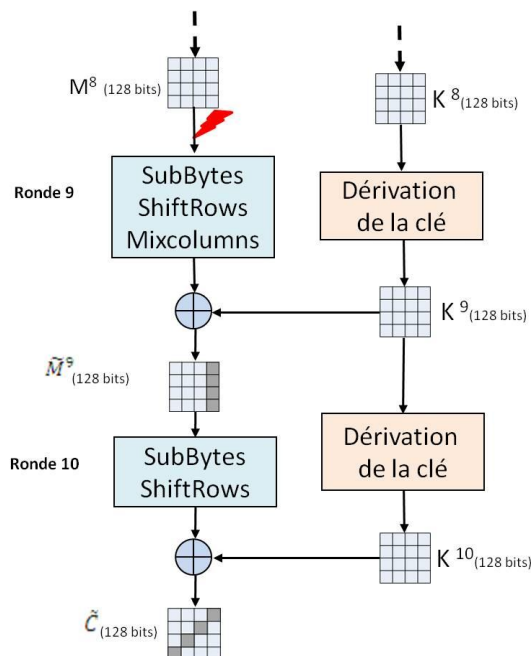 M⁸ (128 bits)
K ⁸(128 bits)
Ronde 9
SubBytes
ShiftRows
Mixcolumns
Dérivation
de la clé
K ⁹(128 bits)
M̃⁹(128 bits)
Ronde 10
SubBytes
ShiftRows
Dérivation
de la clé
K ¹⁰(128 bits)
C̃ (128 bits)